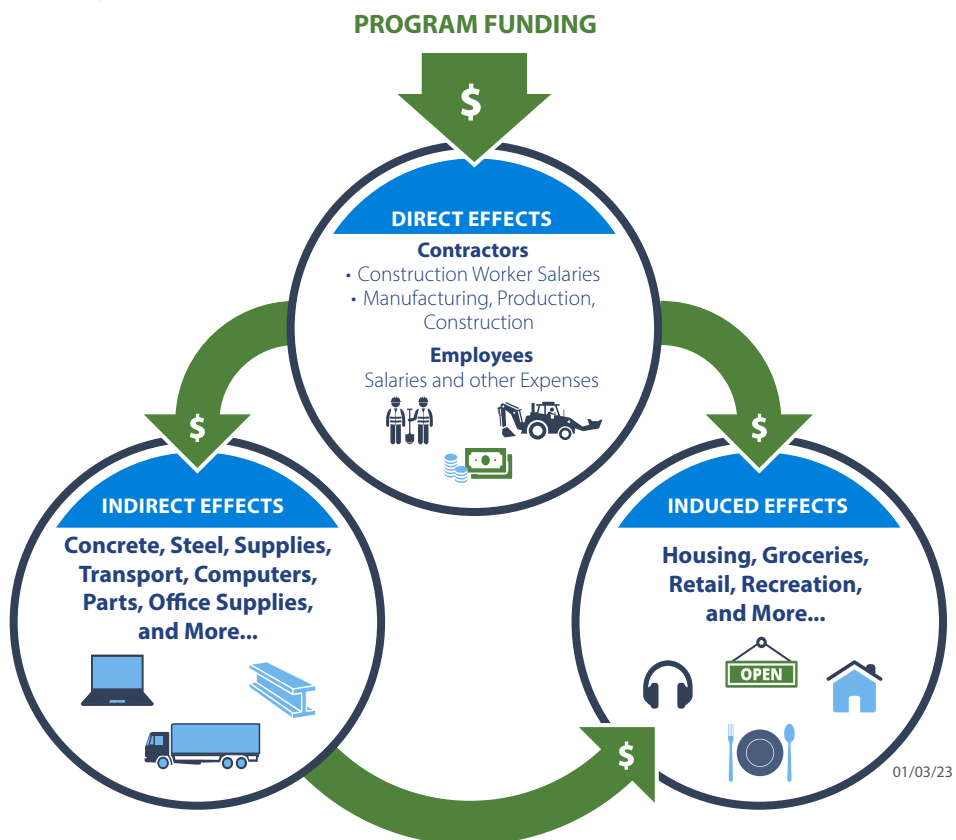 PROGRAM FUNDING
$
DIRECT EFFECTS
Contractors
• Construction Worker Salaries
• Manufacturing, Production,
Construction
Employees
Salaries and other Expenses
$
$
INDIRECT EFFECTS
Concrete, Steel, Supplies,
Transport, Computers,
Parts, Office Supplies,
and More...
INDUCED EFFECTS
Housing, Groceries,
Retail, Recreation,
and More...
OPEN
$
01/03/23